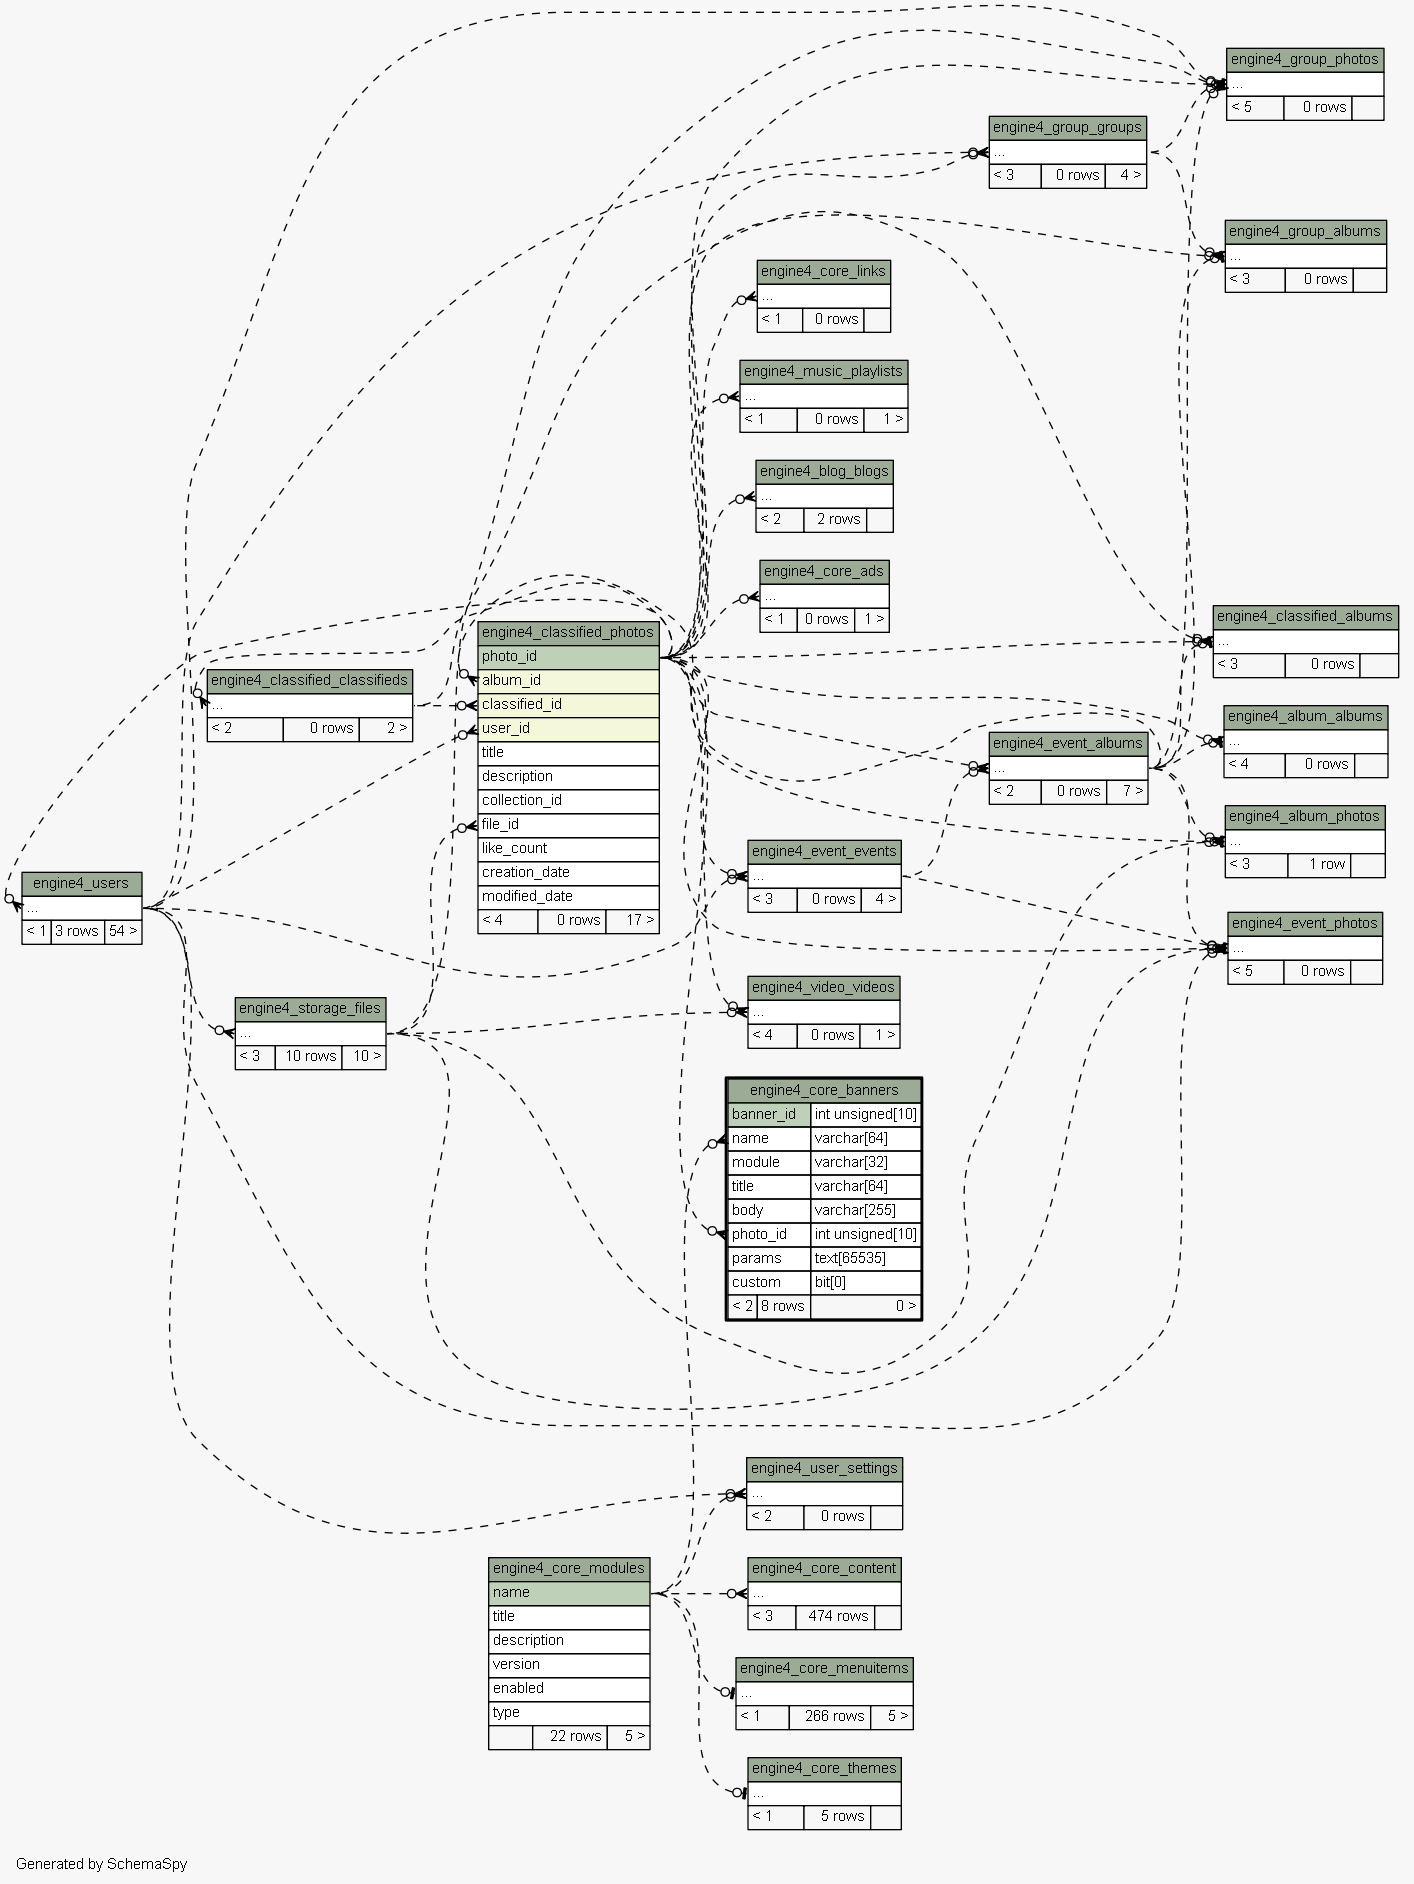 engine4_group_photos
...
< 5 0 rows
engine4_group_groups
...
< 3 0 rows 4 >
engine4_group_albums
...
< 3 0 rows
engine4_core_links
...
< 1 0 rows
engine4_music_playlists
...
< 1 0 rows 1 >
engine4_blog_blogs
...
< 2 2 rows
engine4_core_ads
...
< 1 0 rows 1 >
engine4_classified_albums
...
< 3 0 rows
engine4_classified_photos
photo_id
album_id
classified_id
user_id
title
description
collection_id
file_id
like_count
creation_date
modified_date
< 4 0 rows 17 >
engine4_classified_classifieds
...
< 2 0 rows 2 >
engine4_album_albums
...
< 4 0 rows
engine4_event_albums
...
< 2 0 rows 7 >
engine4_album_photos
...
< 3 1 row
engine4_event_events
...
< 3 0 rows 4 >
engine4_users
...
< 1 3 rows 54 >
engine4_event_photos
...
< 5 0 rows
engine4_video_videos
...
< 4 0 rows 1 >
engine4_storage_files
...
< 3 10 rows 10 >
engine4_core_banners
banner_id int unsigned[10]
name varchar[64]
module varchar[32]
title varchar[64]
body varchar[255]
photo_id int unsigned[10]
params text[65535]
custom bit[0]
< 2 8 rows 0 >
engine4_user_settings
...
< 2 0 rows
engine4_core_modules
name
title
description
version
enabled
type
22 rows 5 >
engine4_core_content
...
< 3 474 rows
engine4_core_menuitems
...
< 1 266 rows 5 >
engine4_core_themes
...
< 1 5 rows
Generated by SchemaSpy